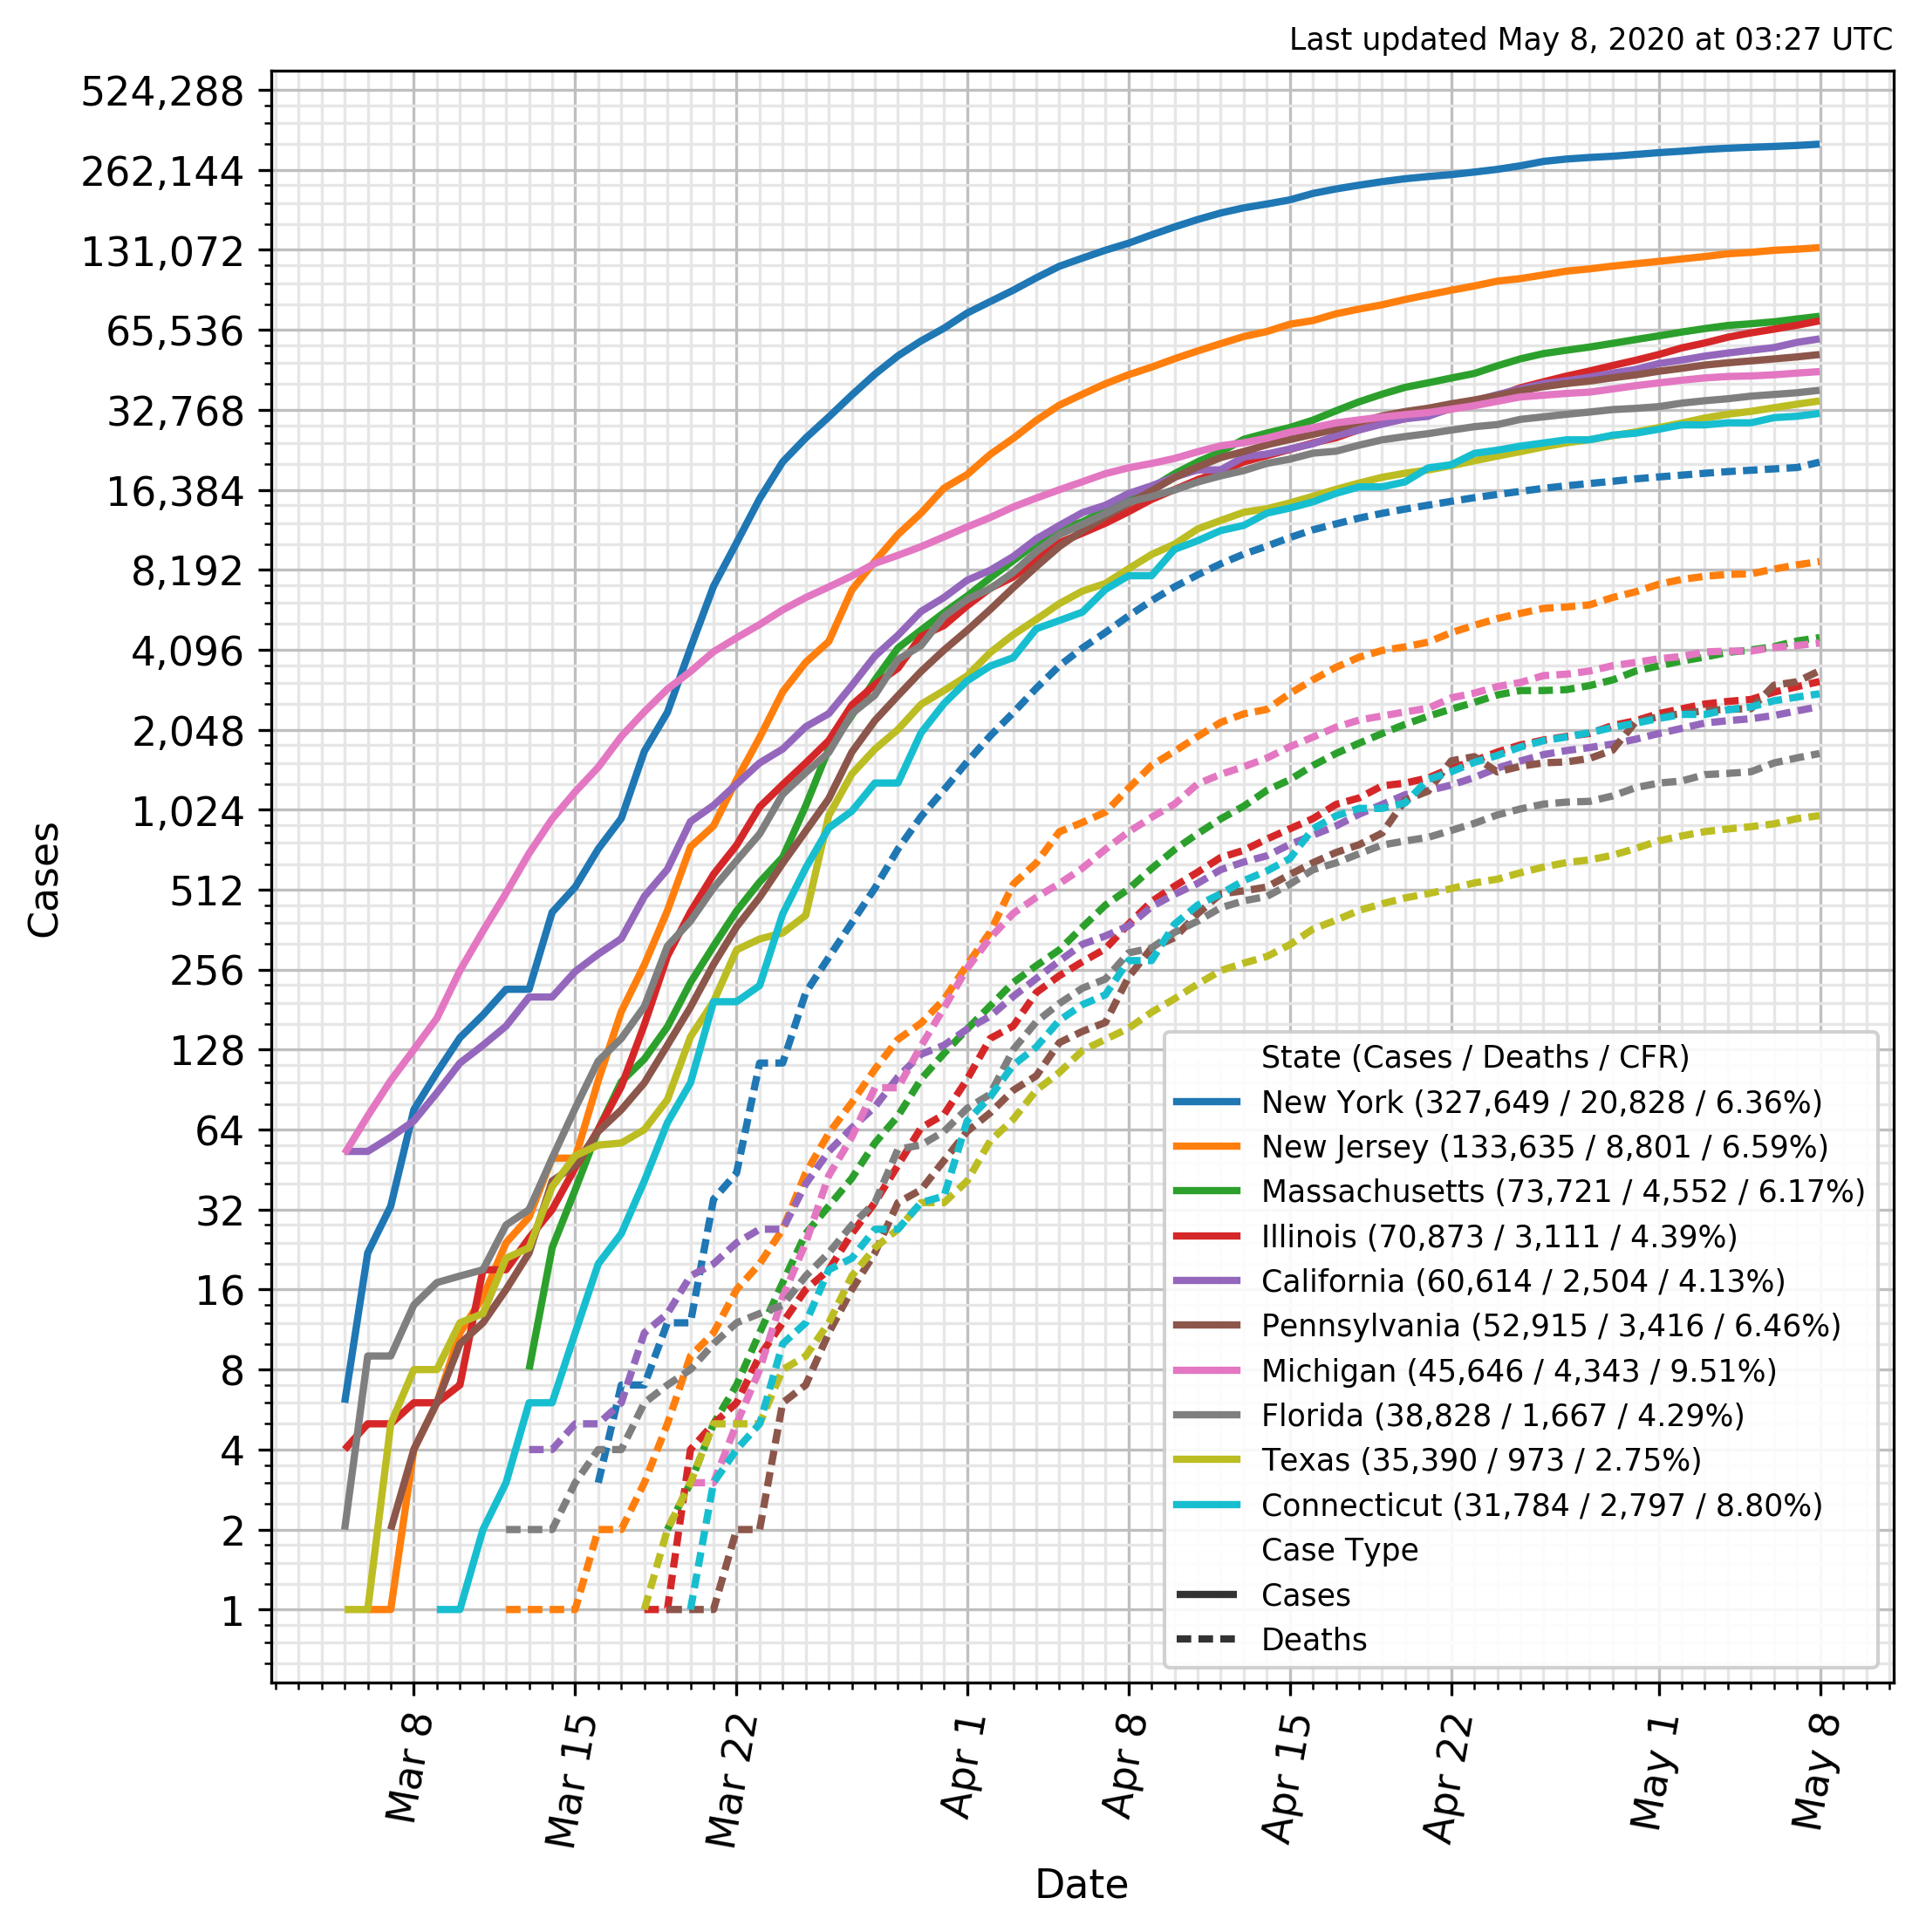 Last updated May 8, 2020 at 03:27 UTC
524,288
262,144
131,072
65,536
32,768
16,384
8,192
4,096
2,048
1,024
512
256
128
64
32
16
8
4
2
1
Cases
State (Cases / Deaths / CFR)
New York (327,649 / 20,828 / 6.36%)
New Jersey (133,635 / 8,801 / 6.59%)
Massachusetts (73,721 / 4,552 / 6.17%)
Illinois (70,873 / 3,111 / 4.39%)
California (60,614 / 2,504 / 4.13%)
Pennsylvania (52,915 / 3,416 / 6.46%)
Michigan (45,646 / 4,343 / 9.51%)
Florida (38,828 / 1,667 / 4.29%)
Texas (35,390 / 973 / 2.75%)
Connecticut (31,784 / 2,797 / 8.80%)
Case Type
Cases
Deaths
Mar 8
Mar 15
Mar 22
Apr 1
Apr 8
Apr 15
Apr 22
May 1
May 8
Date